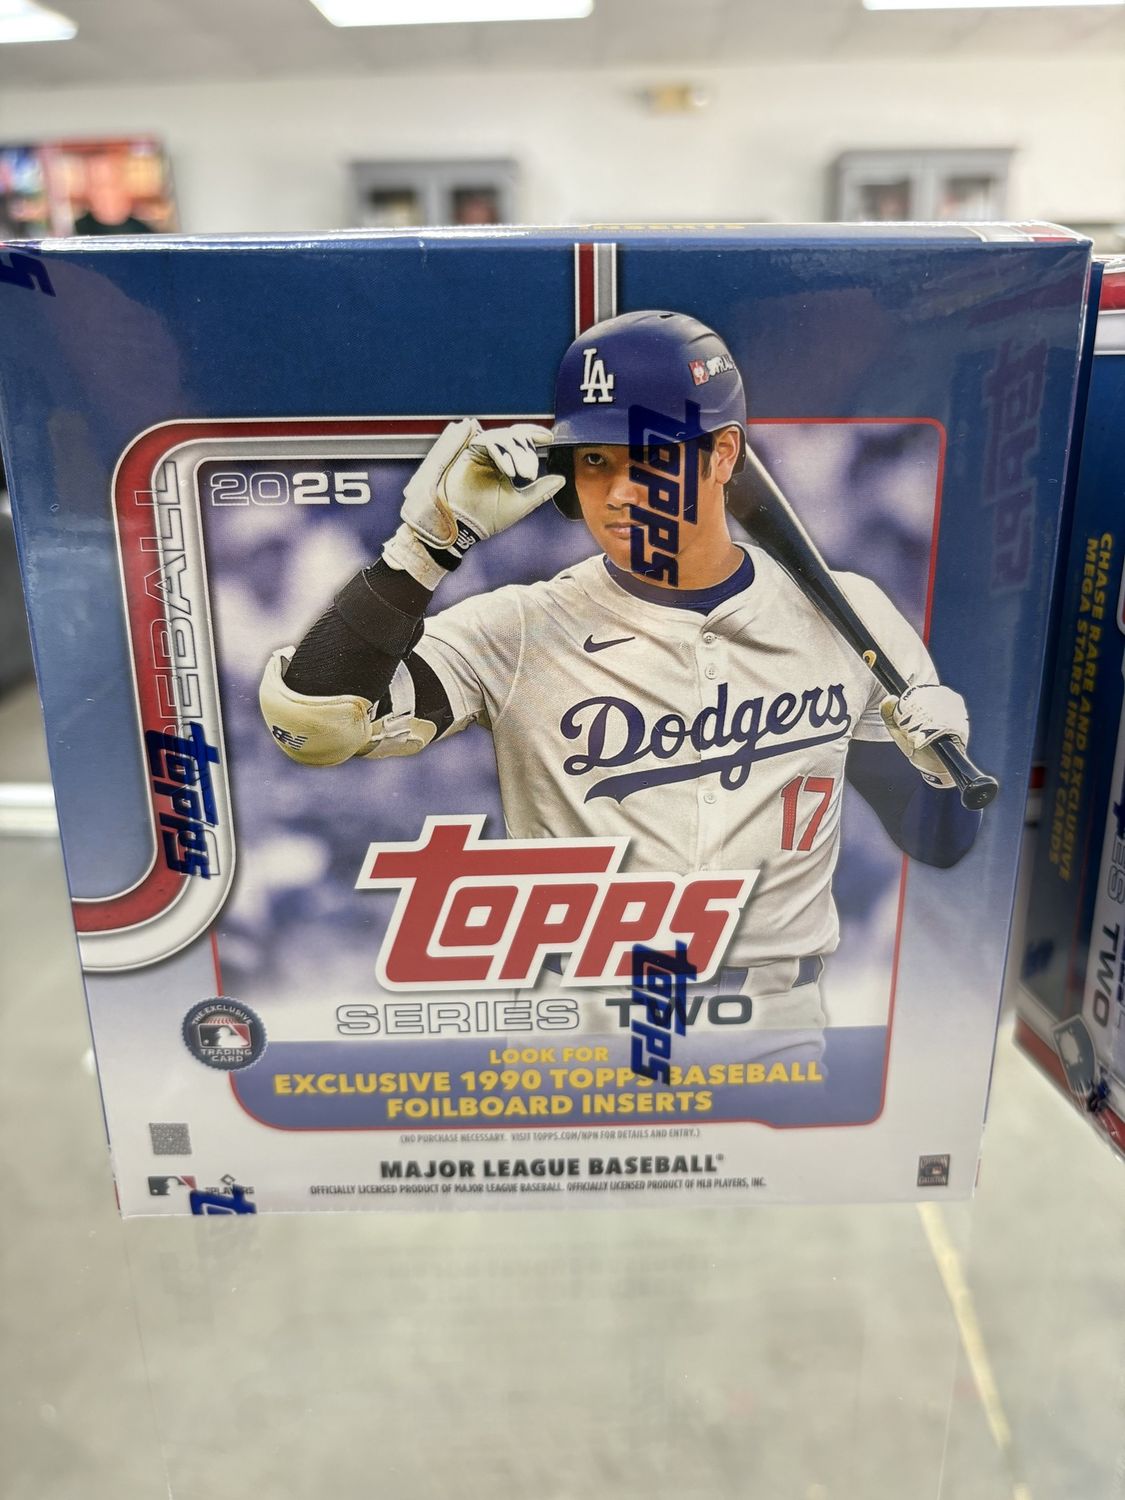 2025
BASEBALL
LA
Dodgers
17
topps
SERIES TWO
LOOK FOR
EXCLUSIVE 1990 TOPPS BASEBALL
FOILBOARD INSERTS
(NO PURCHASE NECESSARY. VISIT TOPPS.COM/NPN FOR DETAILS AND ENTRY.)
MAJOR LEAGUE BASEBALL®
OFFICIALLY LICENSED PRODUCT OF MAJOR LEAGUE BASEBALL. OFFICIALLY LICENSED PRODUCT OF MLB PLAYERS, INC.
THE EXCLUSIVE
TRADING
CARD
topps
topps
topps
topps
CHASE RARE AND EXCLUSIVE
MEGA STARS INSERT CARDS
TWO